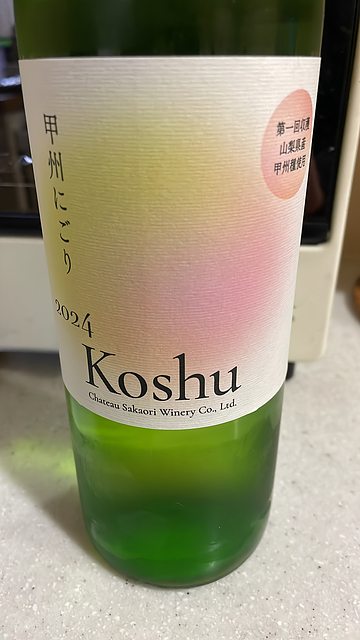 甲州にごり
2024
Koshu
Chateau Sakaori Winery Co., Ltd.
第一回収穫
山梨県産
甲州種使用